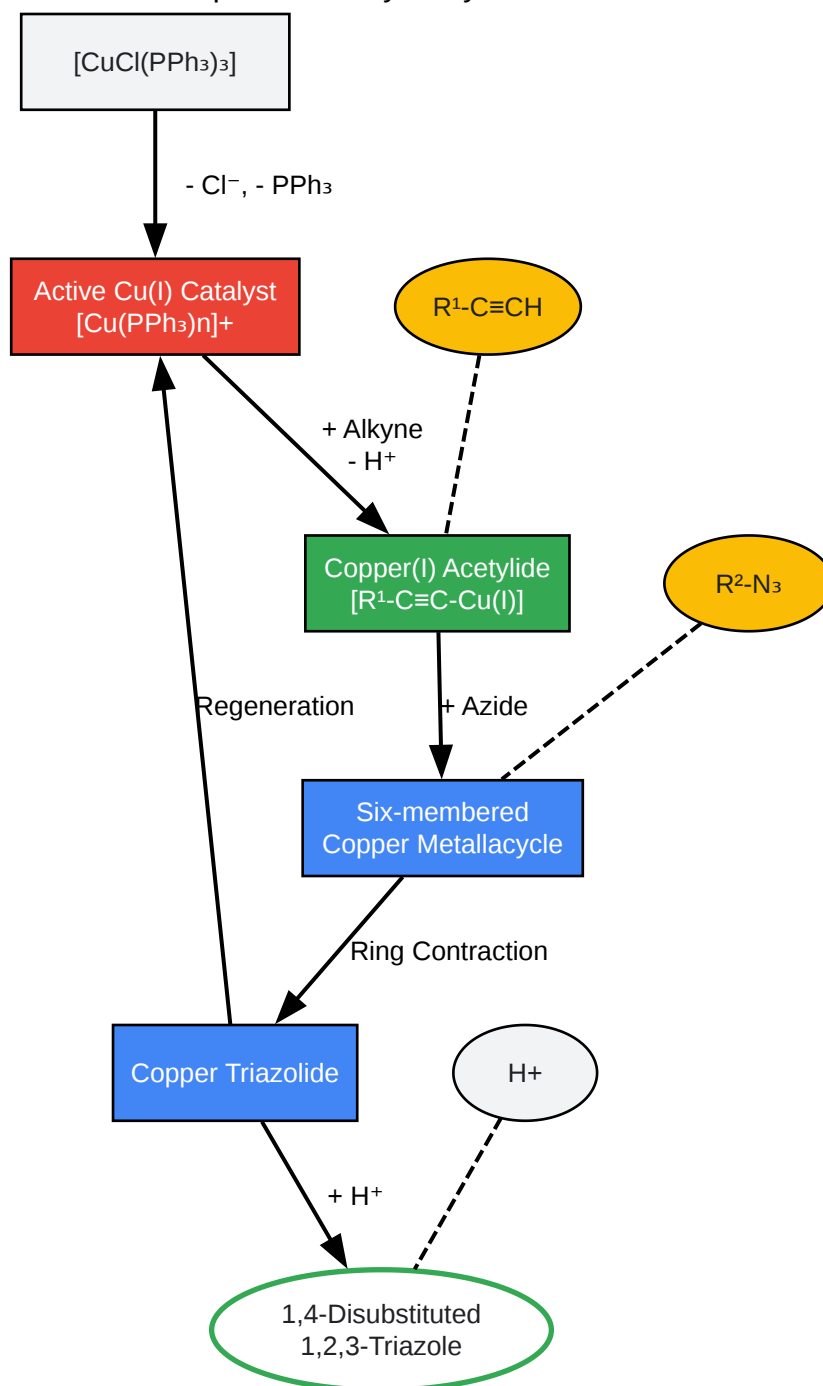 [CuCl(PPh₃)₃]
- Cl⁻, - PPh₃
Active Cu(I) Catalyst
[Cu(PPh₃)n]+
R¹-C≡CH
+ Alkyne
- H⁺
Copper(I) Acetylide
[R¹-C≡C-Cu(I)]
R²-N₃
Regeneration
+ Azide
Six-membered
Copper Metallacycle
Ring Contraction
Copper Triazolide
H+
+ H⁺
1,4-Disubstituted
1,2,3-Triazole